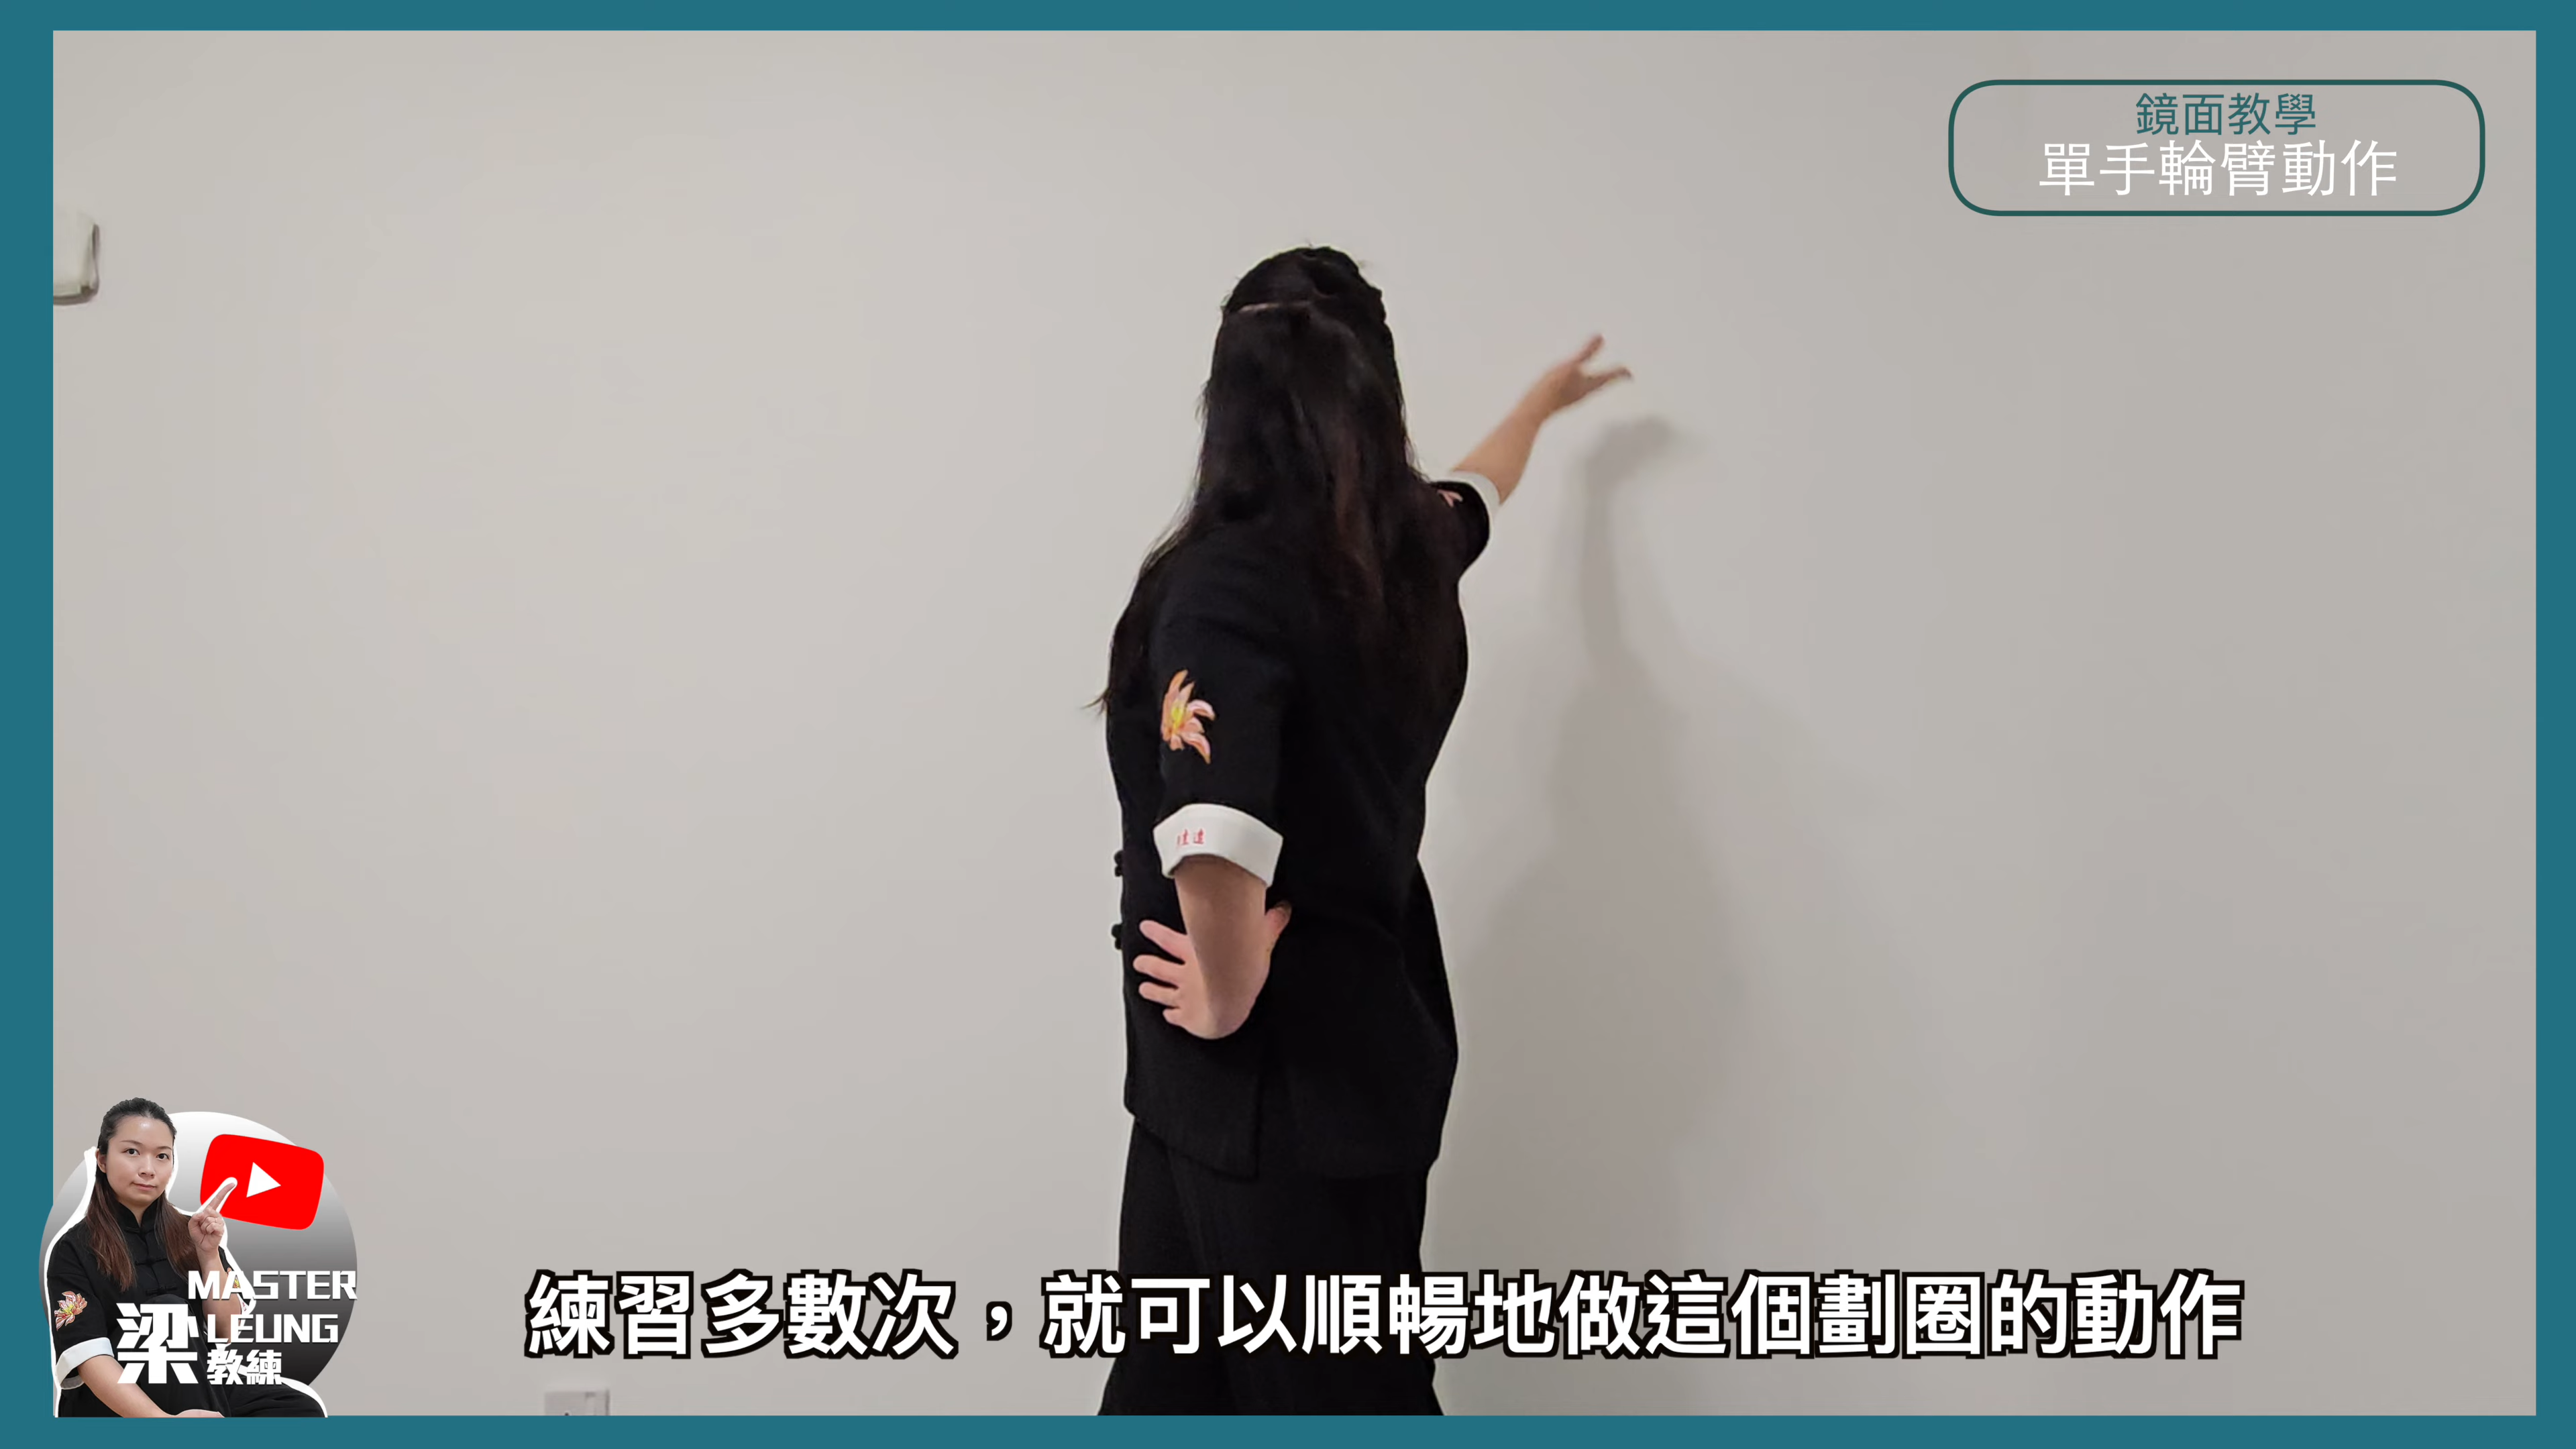 鏡面教學
單手輪臂動作
MASTER
梁 LEUNG
教練
練習多數次，就可以順暢地做這個劃圈的動作